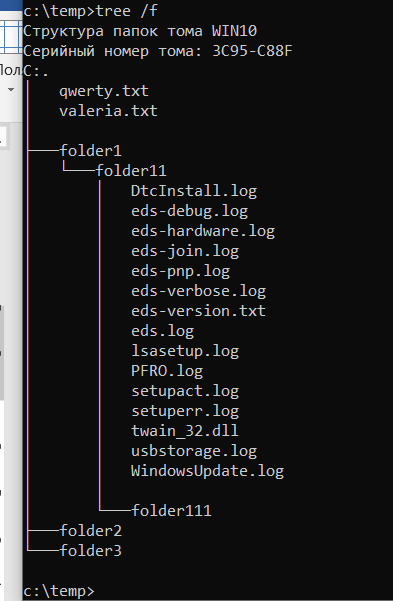 c:\temp>tree /f
Структура папок тома WIN10
Серийный номер тома: 3C95-C88F
C:.
│   qwerty.txt
│   valeria.txt
│
├───folder1
│   └───folder11
│       │   DtcInstall.log
│       │   eds-debug.log
│       │   eds-hardware.log
│       │   eds-join.log
│       │   eds-pnp.log
│       │   eds-verbose.log
│       │   eds-version.txt
│       │   eds.log
│       │   lsasetup.log
│       │   PFRO.log
│       │   setupact.log
│       │   setuperr.log
│       │   twain_32.dll
│       │   usbstorage.log
│       │   WindowsUpdate.log
│       │
│       └───folder111
├───folder2
└───folder3
c:\temp>